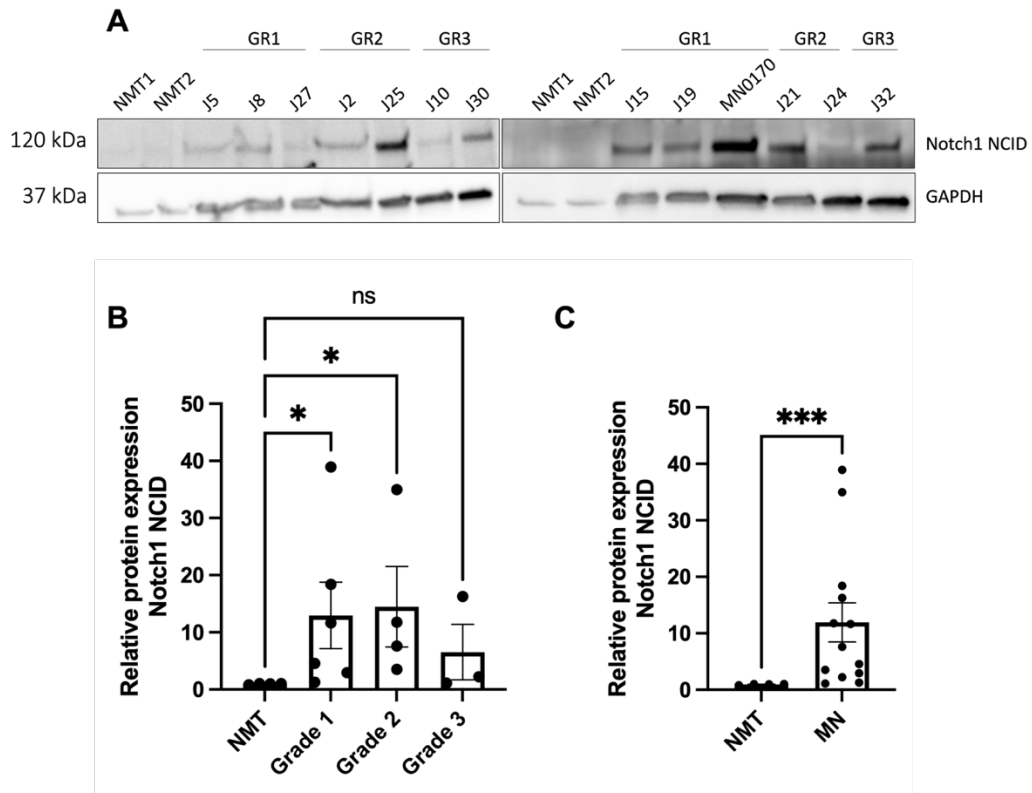 A
GR1 GR2 GR3 GR1 GR2 GR3
NMT1 NMT2 J5 J8 J27 J2 J25 J10 J30 NMT1 NMT2 J15 J19 MN0170 J21 J24 J32
120 kDa Notch1 NCID
37 kDa GAPDH
B
ns
*
*
Relative protein expression
Notch1 NCID
50
40
30
20
10
0
NMT Grade 1 Grade 2 Grade 3
C
***
Relative protein expression
Notch1 NCID
50
40
30
20
10
0
NMT MN